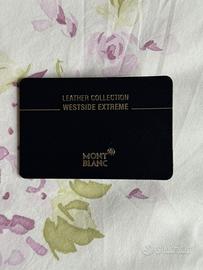 LEATHER COLLECTION
WESTSIDE EXTREME
MONT
BLANC